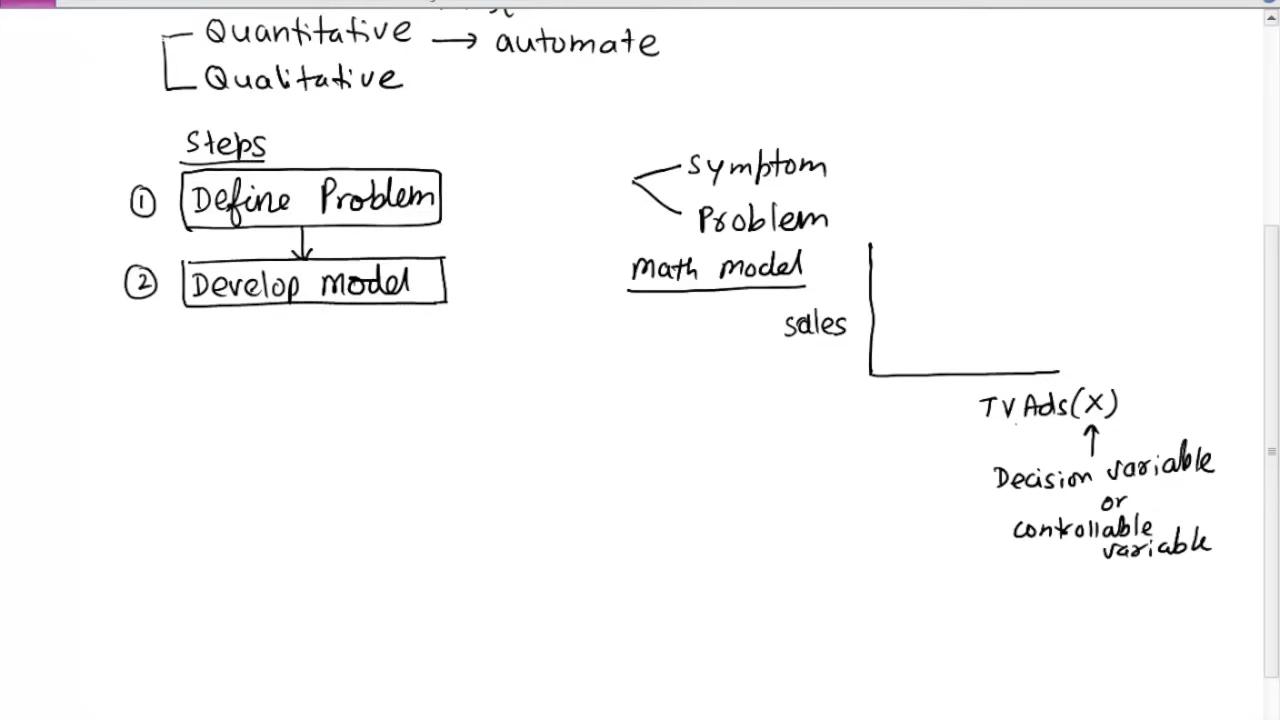 Quantitative → automate
Qualitative
Steps
① Define Problem
② Develop model
Symptom
Problem
Math model
sales
TV Ads(X)
Decision variable
or
controllable
variable